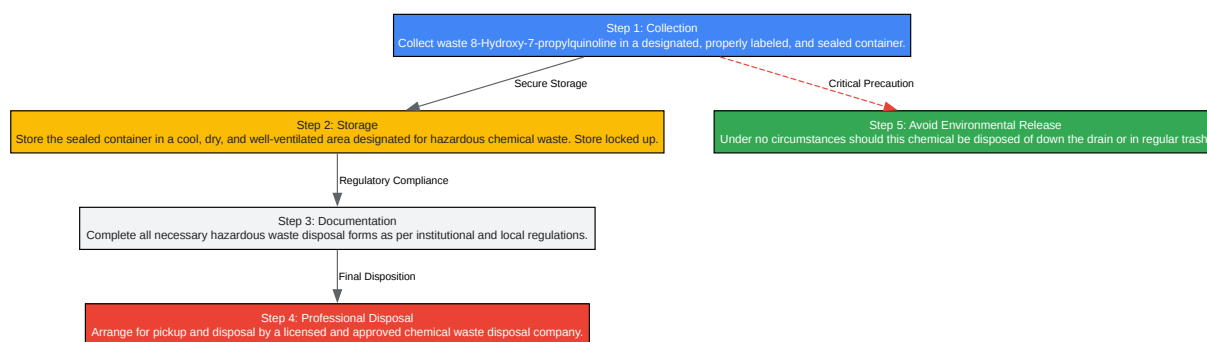 Step 1: Collection
Collect waste 8-Hydroxy-7-propylquinoline in a designated, properly labeled, and sealed container.
Secure Storage
Critical Precaution
Step 2: Storage
Store the sealed container in a cool, dry, and well-ventilated area designated for hazardous chemical waste. Store locked up.
Step 5: Avoid Environmental Release
Under no circumstances should this chemical be disposed of down the drain or in regular trash
Regulatory Compliance
Step 3: Documentation
Complete all necessary hazardous waste disposal forms as per institutional and local regulations.
Final Disposition
Step 4: Professional Disposal
Arrange for pickup and disposal by a licensed and approved chemical waste disposal company.